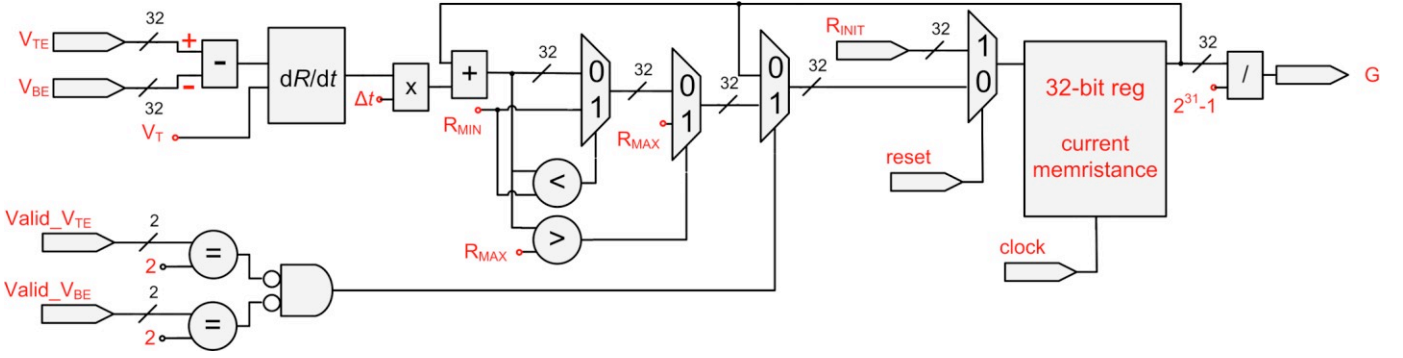 32
V_TE
+
-
V_BE
-
32
V_T
dR/dt
Δt
x
+
R_MIN
32
0
1
32
R_MAX
0
1
32
0
1
32
R_INIT
32
1
0
reset
32-bit reg
current
memristance
clock
32
2^31-1
/
G
<
>
R_MAX
Valid_V_TE
2
2
=
Valid_V_BE
2
2
=